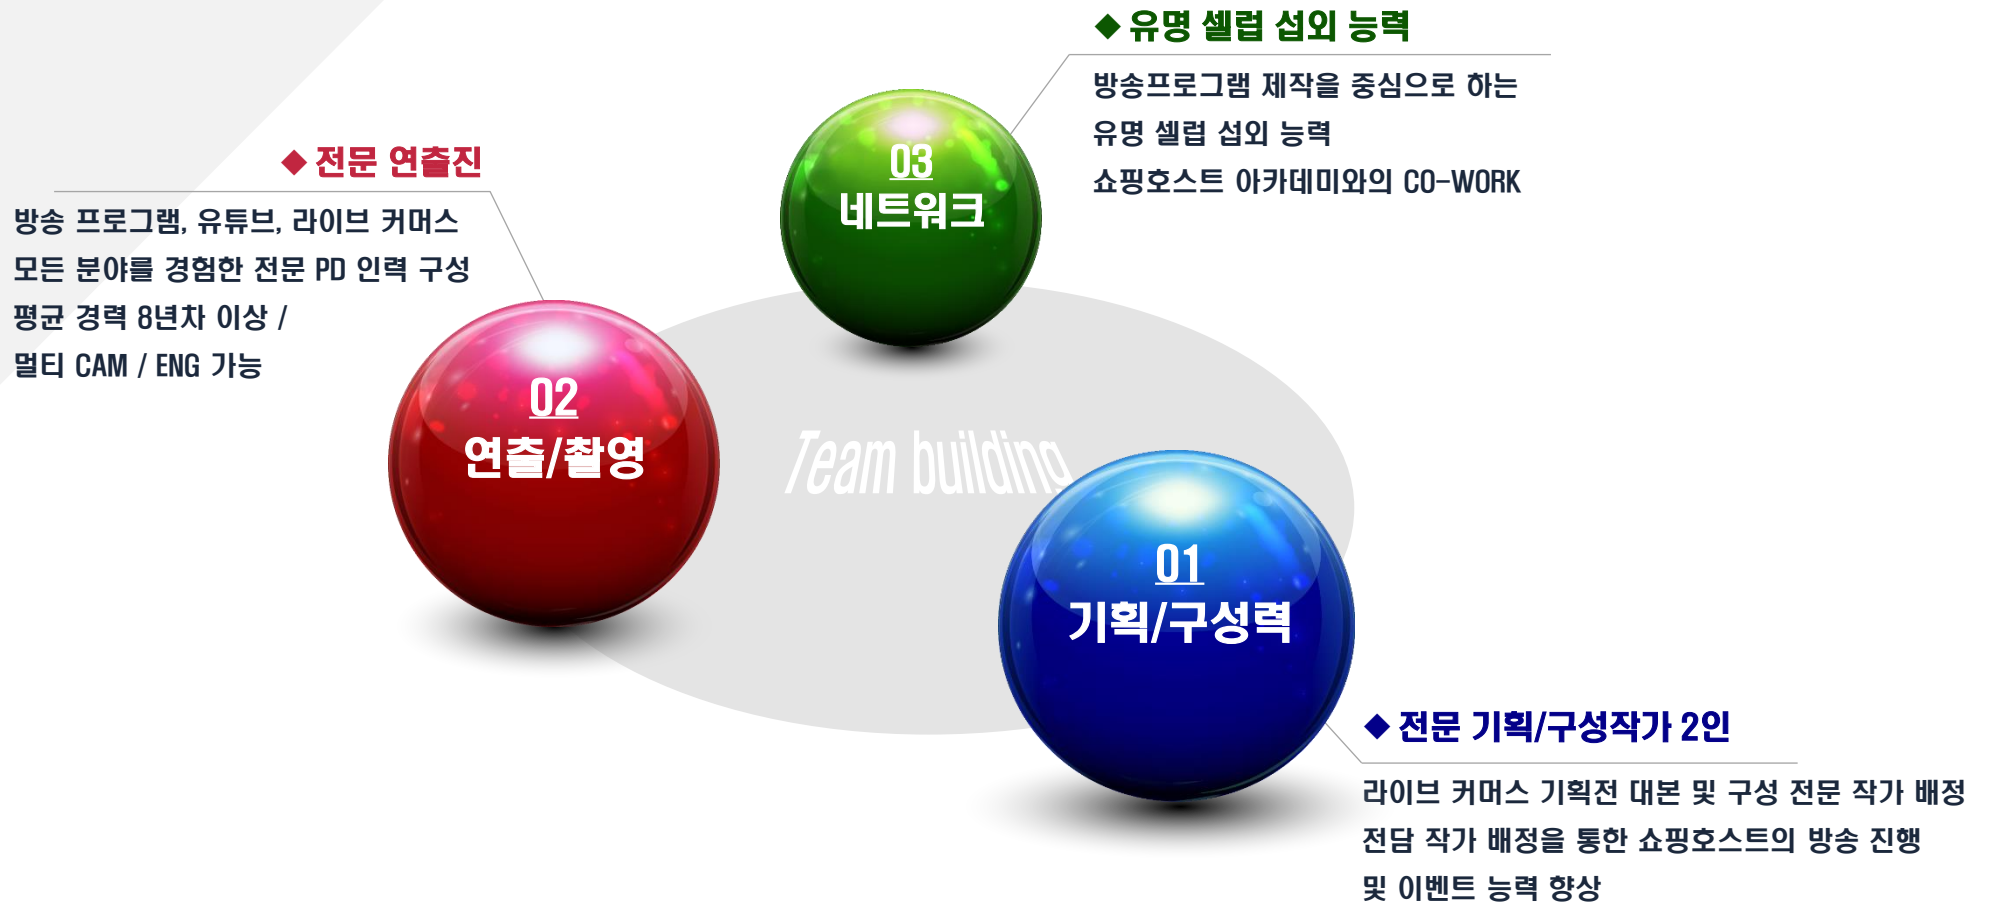 ◆ 유명 셀럽 섭외 능력
방송프로그램 제작을 중심으로 하는
유명 셀럽 섭외 능력
쇼핑호스트 아카데미와의 CO-WORK
03
네트워크
◆ 전문 연출진
방송 프로그램, 유튜브, 라이브 커머스
모든 분야를 경험한 전문 PD 인력 구성
평균 경력 8년차 이상 /
멀티 CAM / ENG 가능
02
연출/촬영
Team building
01
기획/구성력
◆ 전문 기획/구성작가 2인
라이브 커머스 기획전 대본 및 구성 전문 작가 배정
전담 작가 배정을 통한 쇼핑호스트의 방송 진행
및 이벤트 능력 향상